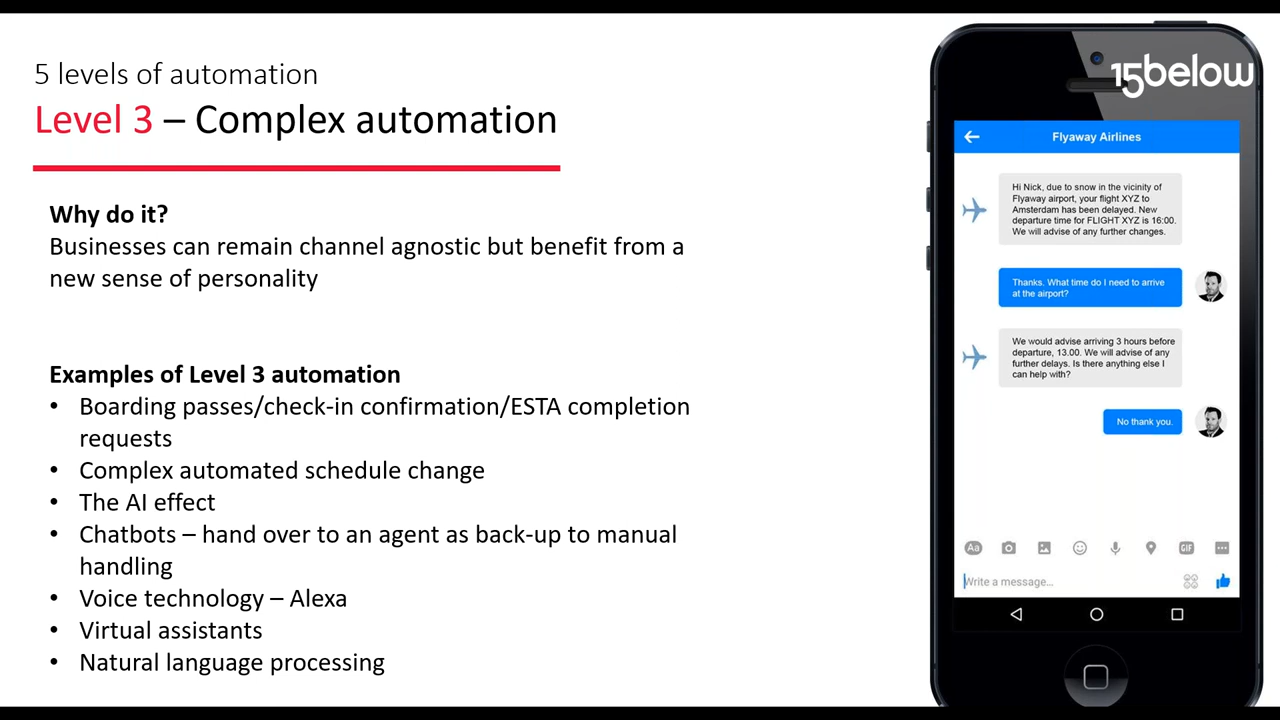 5 levels of automation
Level 3 – Complex automation
Why do it?
Businesses can remain channel agnostic but benefit from a
new sense of personality
Examples of Level 3 automation
• Boarding passes/check-in confirmation/ESTA completion
requests
• Complex automated schedule change
• The AI effect
• Chatbots – hand over to an agent as back-up to manual
handling
• Voice technology – Alexa
• Virtual assistants
• Natural language processing
15below
Flyaway Airlines
Hi Nick, due to snow in the vicinity of
Flyaway airport, your flight XYZ to
Amsterdam has been delayed. New
departure time for FLIGHT XYZ is 16:00.
We will advise of any further changes.
Thanks. What time do I need to arrive
at the airport?
We would advise arriving 3 hours before
departure, 13.00. We will advise of any
further delays. Is there anything else I
can help with?
No thank you.
Aa
GIF
Write a message...